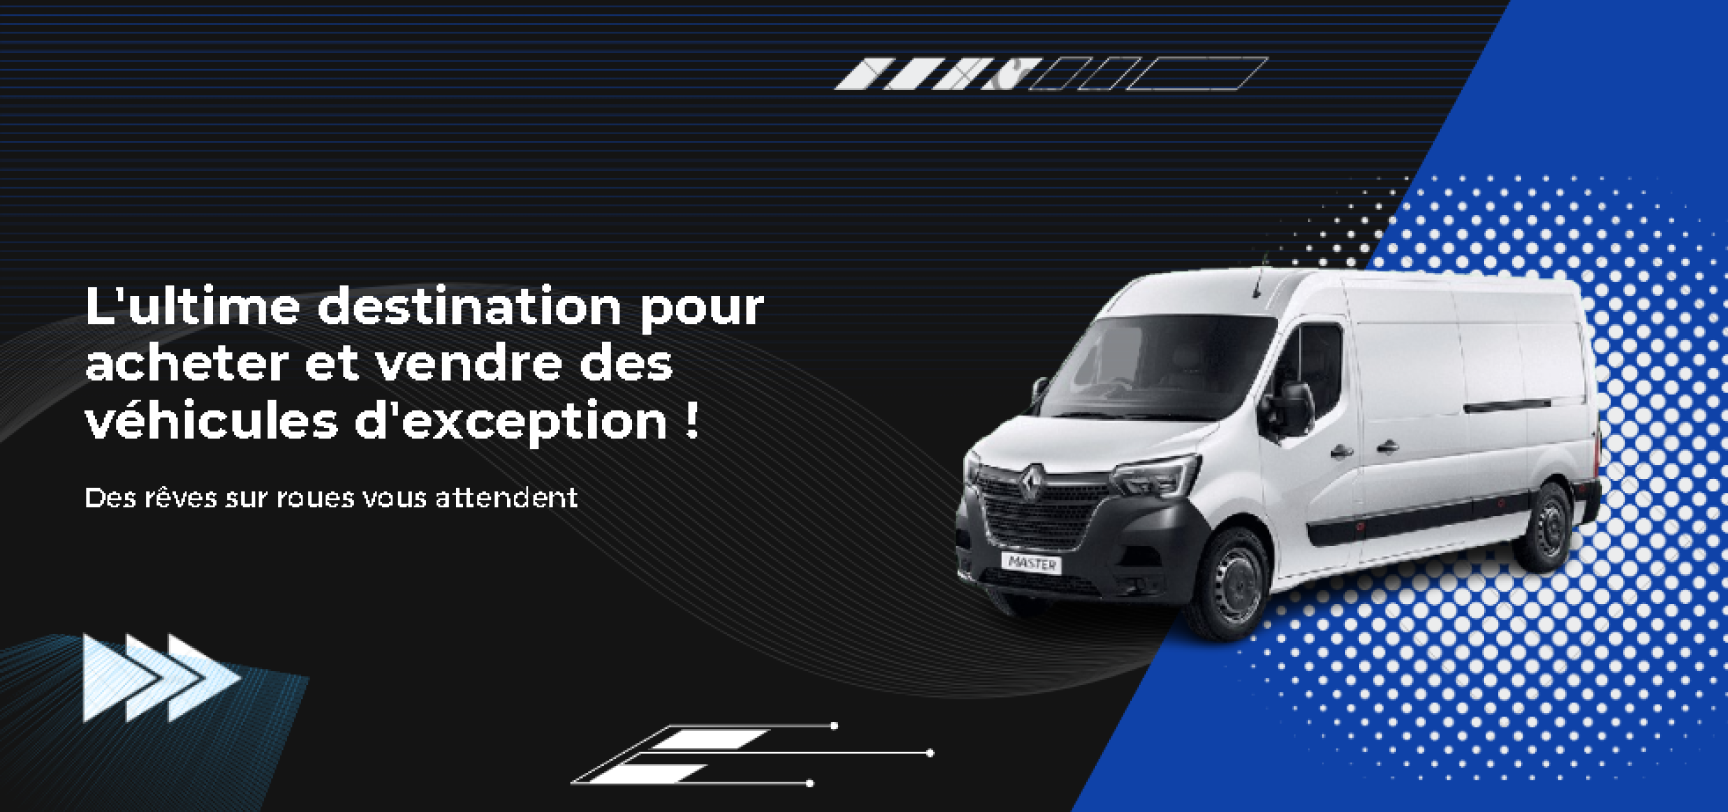 L'ultime destination pour
acheter et vendre des
véhicules d'exception !
Des rêves sur roues vous attendent
MASTER